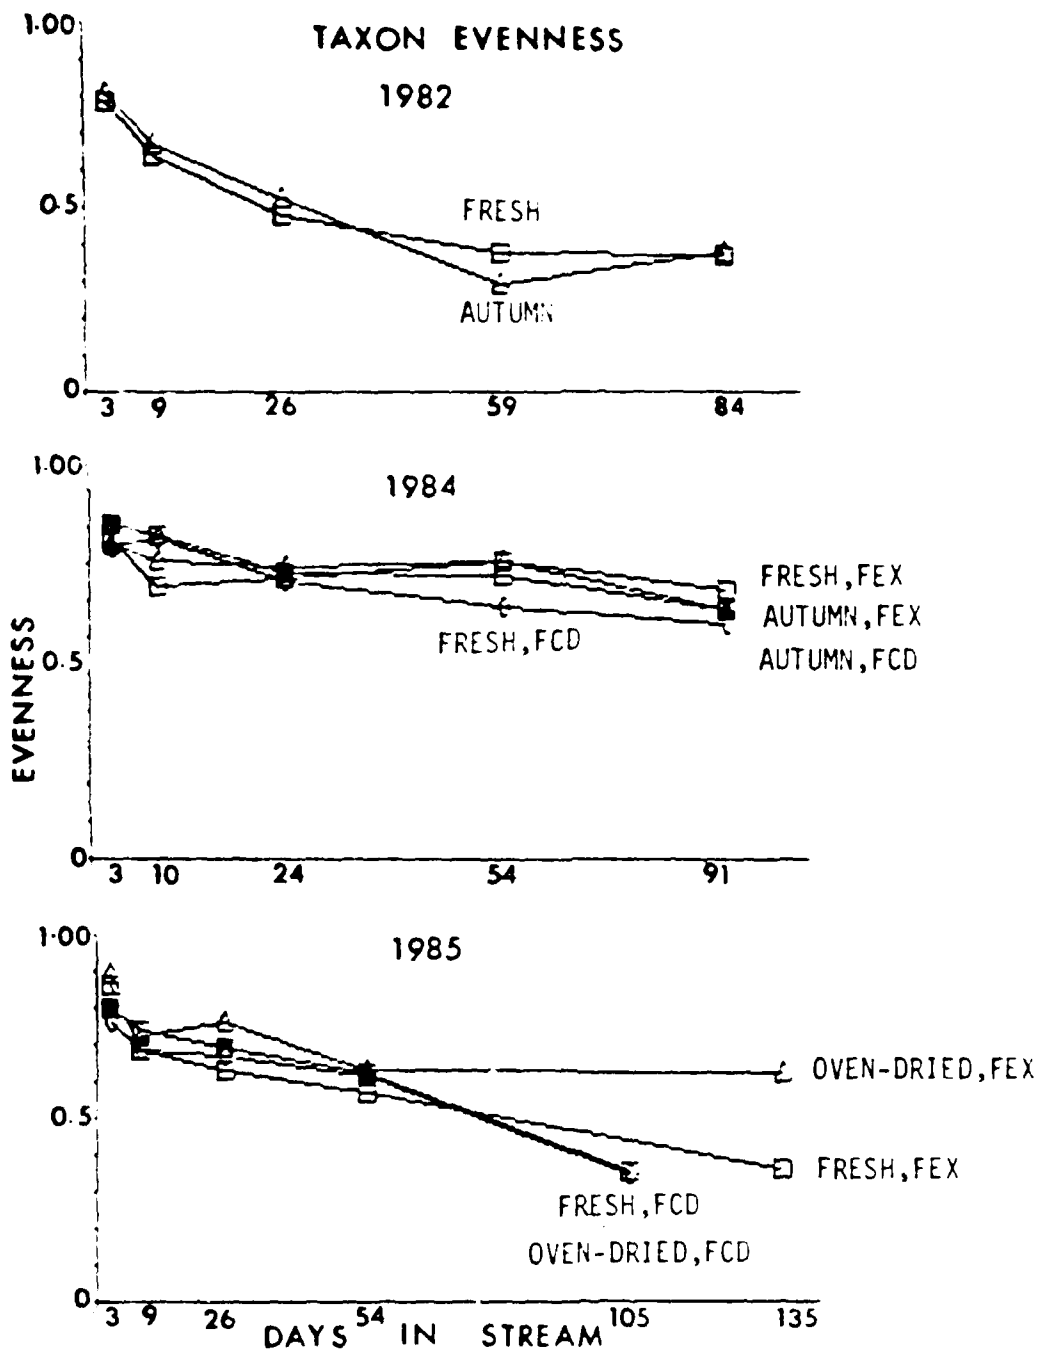 TAXON EVENNESS
1982
1.00
0.5
0
FRESH
AUTUMN
3 9 26 59 84
1984
1.00
0.5
0
FRESH,FEX
AUTUMN,FEX
AUTUMN,FCD
FRESH,FCD
3 10 24 54 91
EVENNESS
1.00
1985
0.5
0
OVEN-DRIED,FEX
FRESH,FEX
FRESH,FCD
OVEN-DRIED,FCD
3 9 26 54 105 135
DAYS IN STREAM